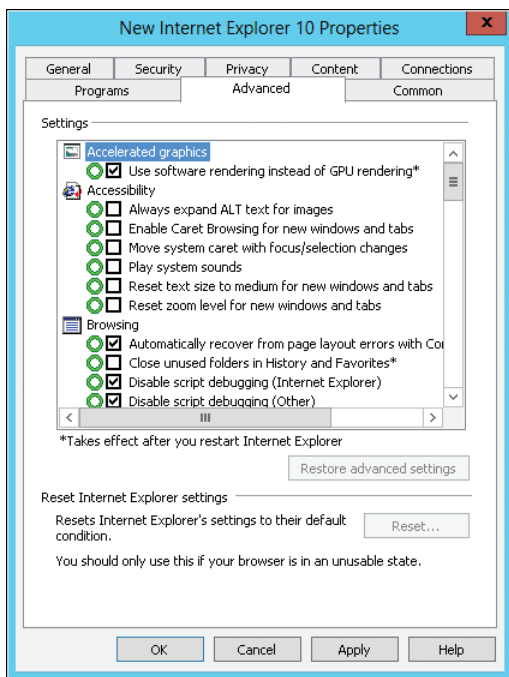 New Internet Explorer 10 Properties
x
General Security Privacy Content Connections
Programs Advanced Common
Settings
Accelerated graphics
Use software rendering instead of GPU rendering*
Accessibility
Always expand ALT text for images
Enable Caret Browsing for new windows and tabs
Move system caret with focus/selection changes
Play system sounds
Reset text size to medium for new windows and tabs
Reset zoom level for new windows and tabs
Browsing
Automatically recover from page layout errors with Co
Close unused folders in History and Favorites*
Disable script debugging (Internet Explorer)
Disable script debugging (Other)
*Takes effect after you restart Internet Explorer
Restore advanced settings
Reset Internet Explorer settings
Resets Internet Explorer's settings to their default
condition.
Reset...
You should only use this if your browser is in an unusable state.
OK Cancel Apply Help